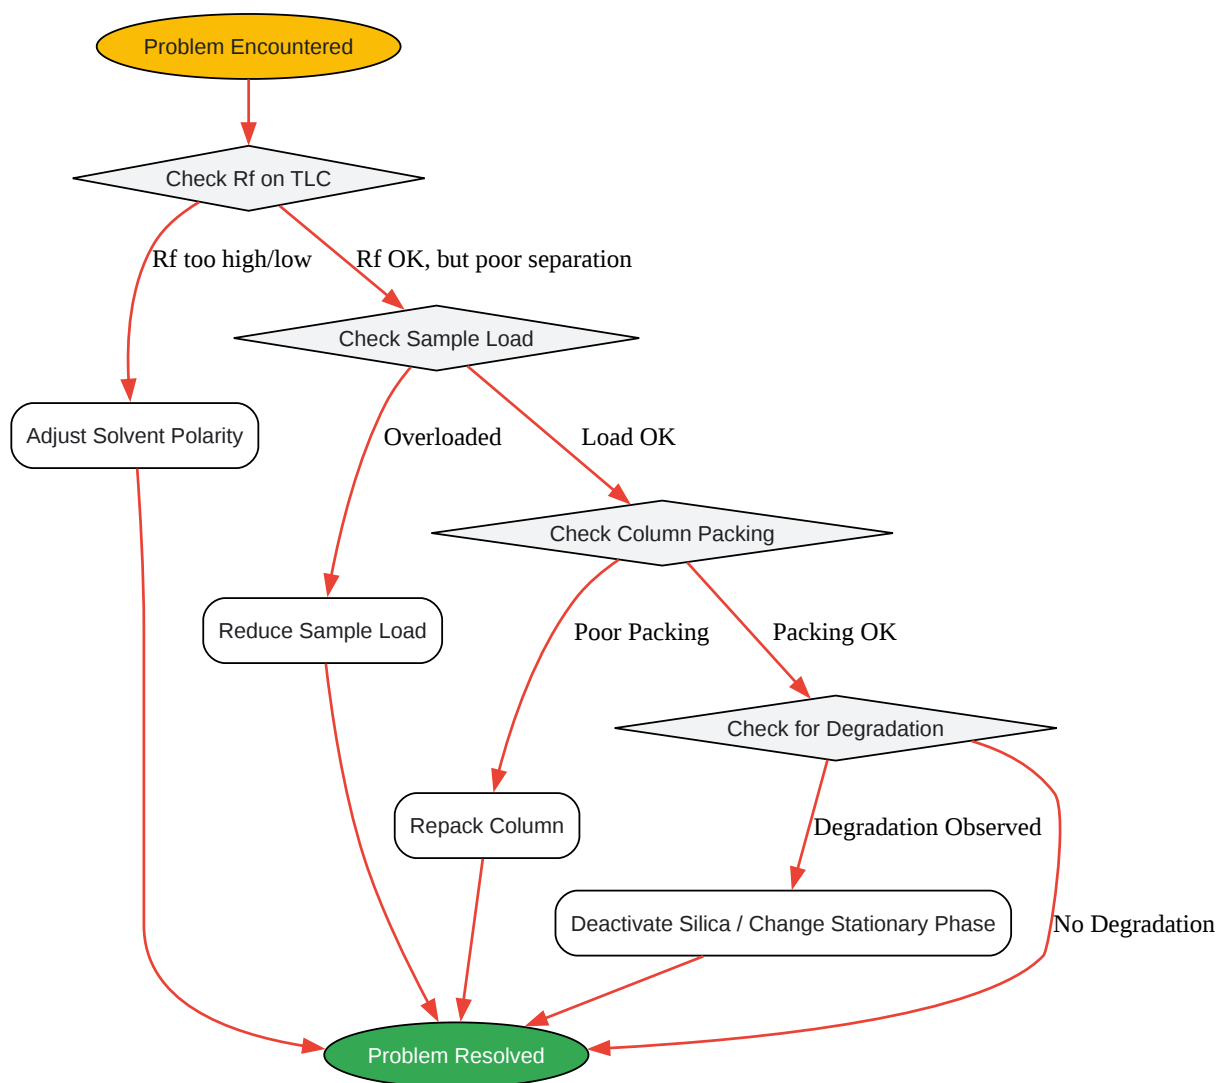 Problem Encountered
Check Rf on TLC
Rf too high/low
Rf OK, but poor separation
Check Sample Load
Adjust Solvent Polarity
Overloaded
Load OK
Check Column Packing
Reduce Sample Load
Poor Packing
Packing OK
Check for Degradation
Repack Column
Degradation Observed
Deactivate Silica / Change Stationary Phase
No Degradation
Problem Resolved